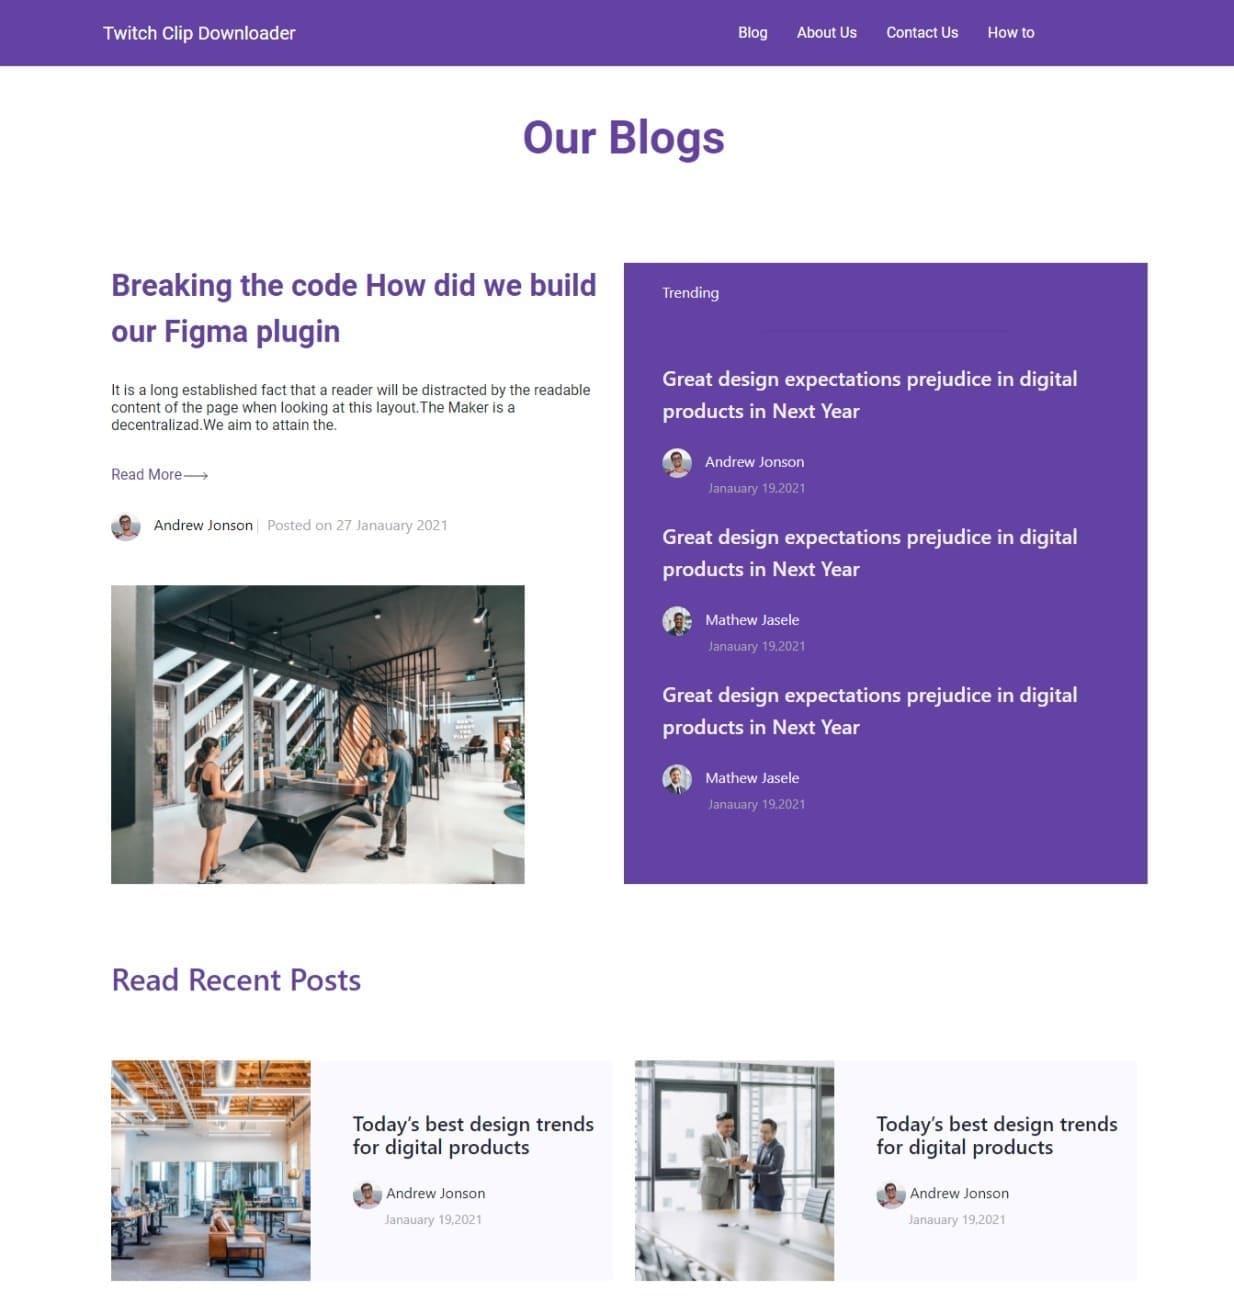 Twitch Clip Downloader
Blog
About Us
Contact Us
How to
Our Blogs
Breaking the code How did we build
our Figma plugin
It is a long established fact that a reader will be distracted by the readable
content of the page when looking at this layout.The Maker is a
decentralizad.We aim to attain the.
Read More
Andrew Jonson
Posted on 27 Janauary 2021
Trending
Great design expectations prejudice in digital
products in Next Year
Andrew Jonson
Janauary 19,2021
Great design expectations prejudice in digital
products in Next Year
Mathew Jasele
Janauary 19,2021
Great design expectations prejudice in digital
products in Next Year
Mathew Jasele
Janauary 19,2021
Read Recent Posts
Today’s best design trends
for digital products
Andrew Jonson
Janauary 19,2021
Today’s best design trends
for digital products
Andrew Jonson
Janauary 19,2021